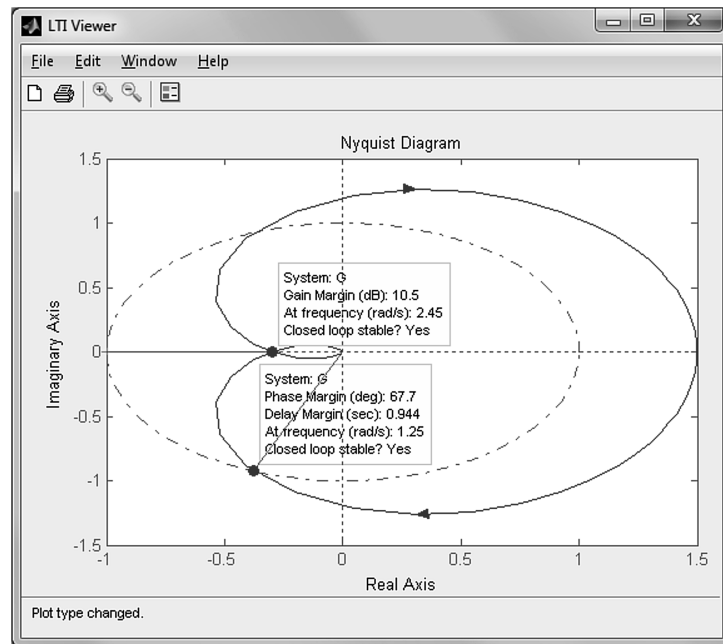 LTI Viewer
File Edit Window Help
Nyquist Diagram
1.5
1
0.5
0
-0.5
-1
-1.5
Imaginary Axis
System: G
Gain Margin (dB): 10.5
At frequency (rad/s): 2.45
Closed loop stable? Yes
System: G
Phase Margin (deg): 67.7
Delay Margin (sec): 0.944
At frequency (rad/s): 1.25
Closed loop stable? Yes
-1 -0.5 0 0.5 1 1.5
Real Axis
Plot type changed.